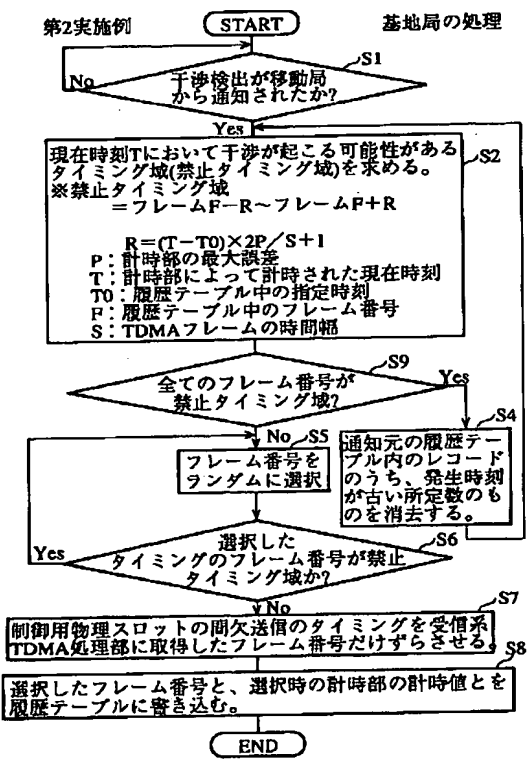 第2実施例
START
基地局の処理
S1
干渉検出が移動局
から通知されたか?
No
Yes
S2
現在時刻Tにおいて干渉が起こる可能性がある
タイミング域(禁止タイミング域)を求める。
※禁止タイミング域
=フレームF-R~フレームF+R
R=(T-T0)×2P/S+1
P:計時部の最大誤差
T:計時部によって計時された現在時刻
T0:履歴テーブル中の指定時刻
F:履歴テーブル中のフレーム番号
S:TDMAフレームの時間幅
S9
全てのフレーム番号が
禁止タイミング域?
Yes
No
S4
通知元の履歴テー
ブル内のレコード
のうち、発生時刻
が古い所定数のも
のを消去する。
S5
フレーム番号を
ランダムに選択
S6
選択した
タイミングのフレーム番号が禁止
タイミング域か?
Yes
No
S7
制御用物理スロットの間欠送信のタイミングを受信系
TDMA処理部に取得したフレーム番号だけずらさせる。
S8
選択したフレーム番号と、選択時の計時部の計時値とを
履歴テーブルに書き込む。
END